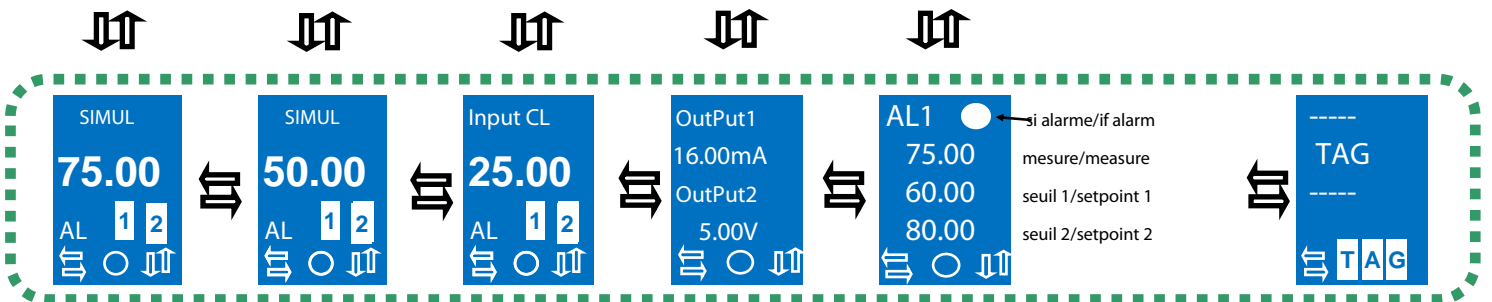 SIMUL
75.00
AL 1 2
SIMUL
50.00
AL 1 2
Input CL
25.00
AL 1 2
OutPut1
16.00mA
OutPut2
5.00V
AL1 si alarme/if alarm
75.00 mesure/measure
60.00 seuil 1/setpoint 1
80.00 seuil 2/setpoint 2
-----
TAG
-----
TAG